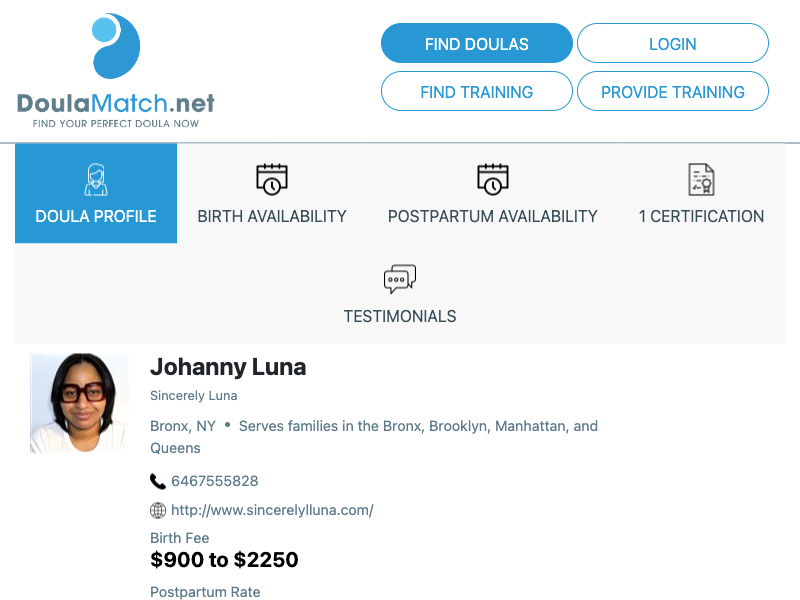 DoulaMatch.net
FIND YOUR PERFECT DOULA NOW
FIND DOULAS
LOGIN
FIND TRAINING
PROVIDE TRAINING
DOULA PROFILE
BIRTH AVAILABILITY
POSTPARTUM AVAILABILITY
1 CERTIFICATION
TESTIMONIALS
Johanny Luna
Sincerely Luna
Bronx, NY • Serves families in the Bronx, Brooklyn, Manhattan, and
Queens
6467555828
http://www.sincerelylluna.com/
Birth Fee
$900 to $2250
Postpartum Rate